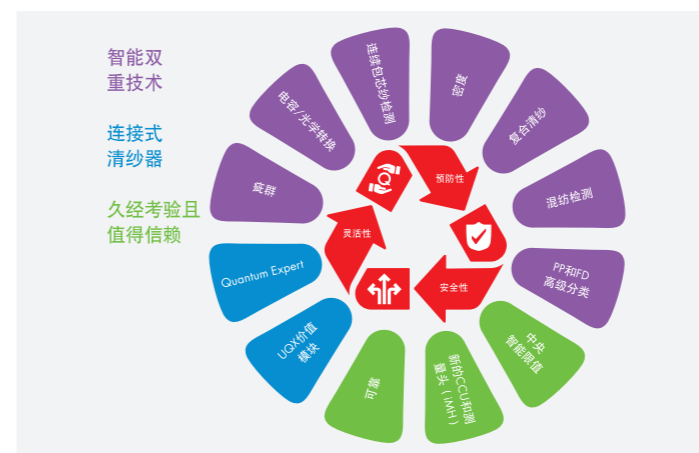 智能双
重技术
连接式
清纱器
久经考验且
值得信赖
疵群
电容/光学转换
连续包芯纱检测
密度
复合清纱
混纺检测
PP和FD
高级分类
中央
智能限值
新的CCU和测
量头（iMH）
可靠
UQX价值
模块
Quantum Expert
预防性
安全性
灵活性
Q